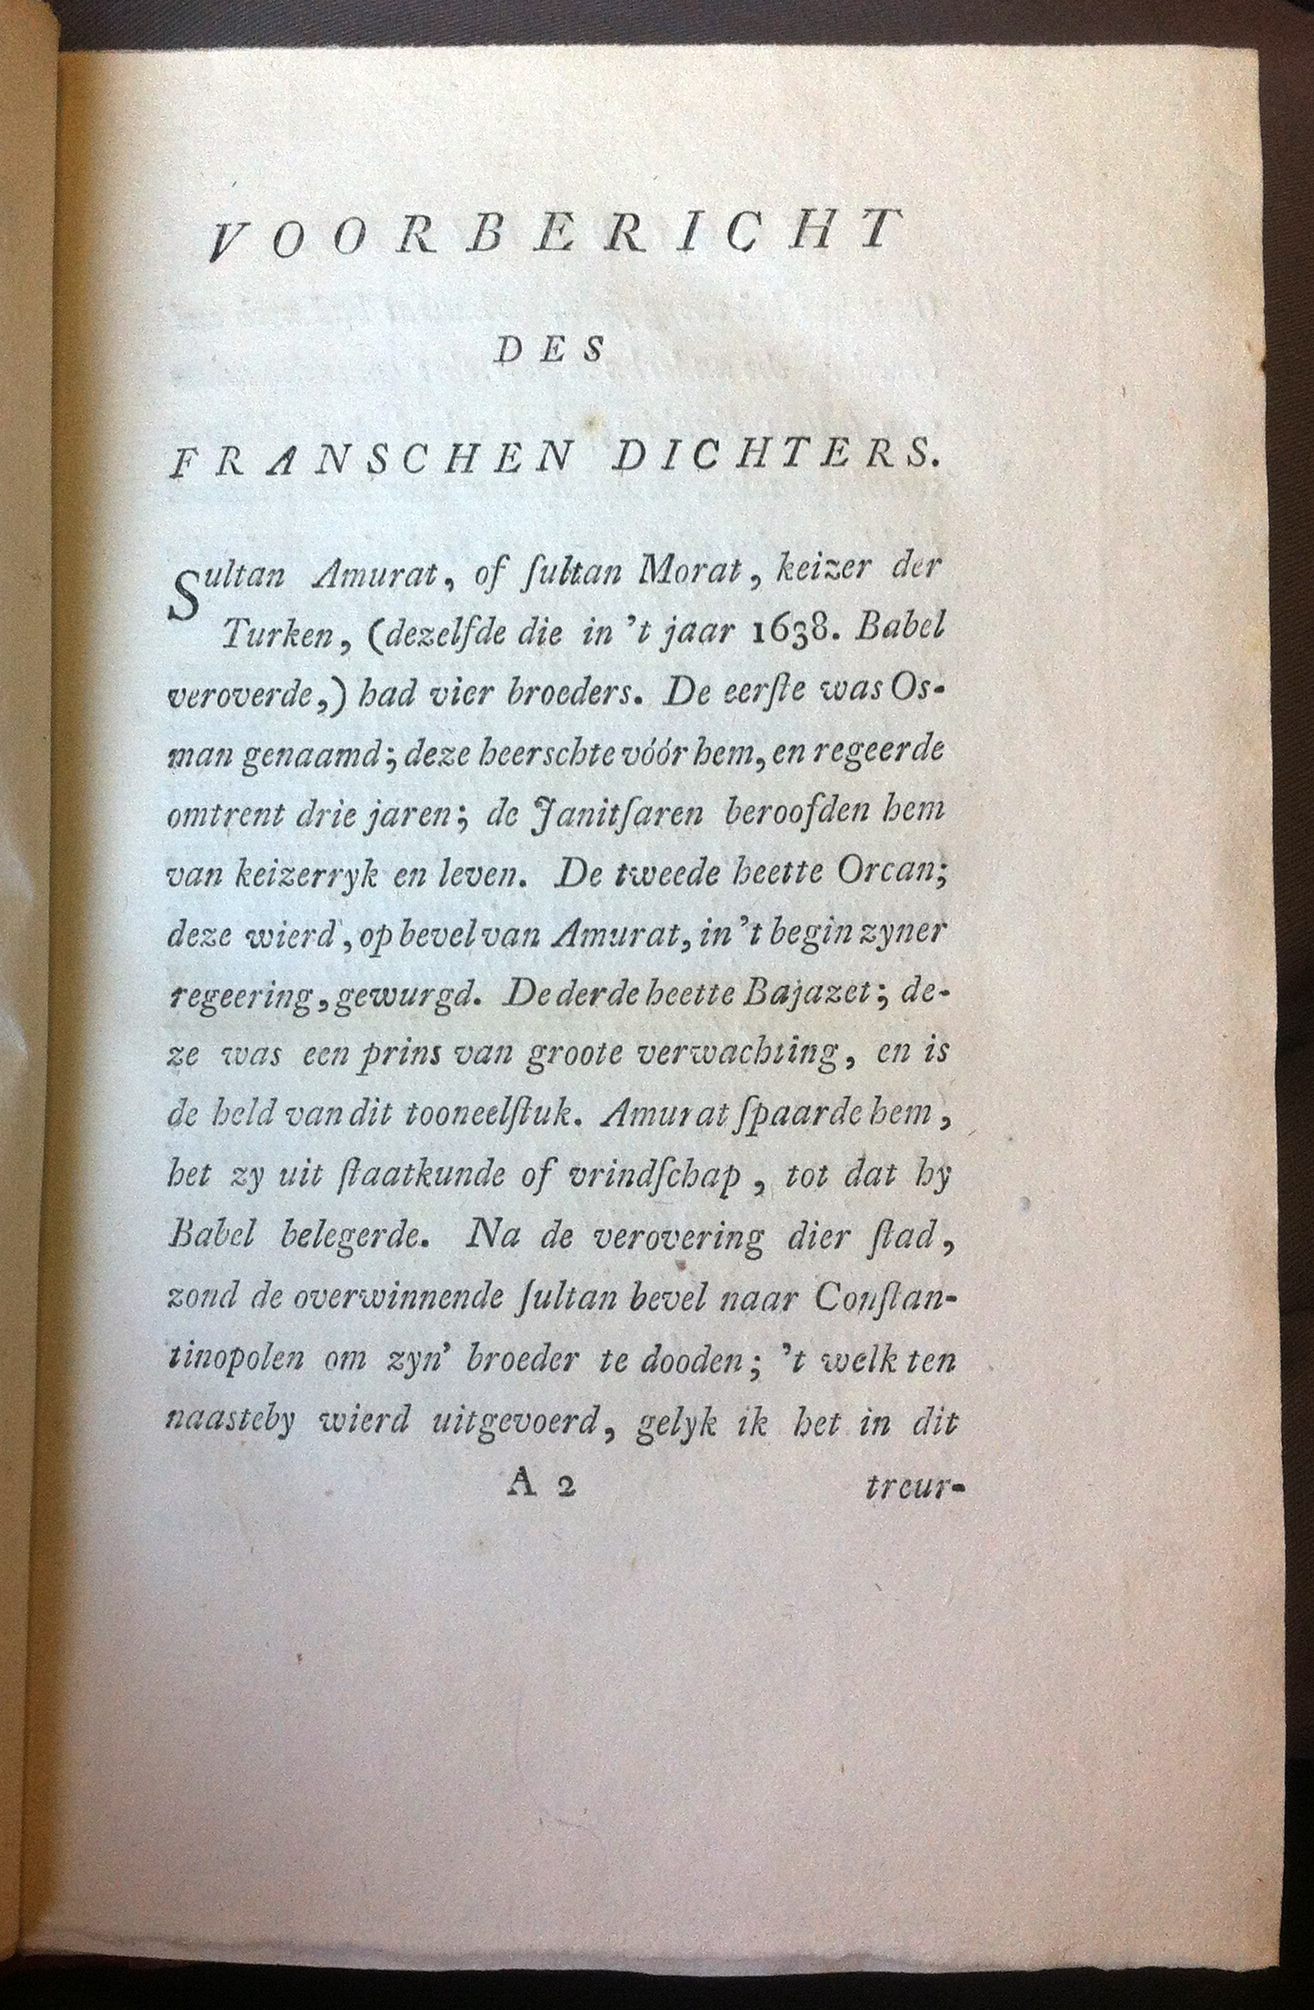 VOORBERICHT
DES
FRANSCHEN DICHTERS.
Sultan Amurat, of ſultan Morat, keizer der
Turken, (dezelfde die in 't jaar 1638. Babel
veroverde,) had vier broeders. De eerſte was Os-
man genaamd; deze heerschte vóór hem, en regeerde
omtrent drie jaren; de Janitſaren beroofden hem
van keizerryk en leven. De tweede heette Orcan;
deze wierd, op bevel van Amurat, in 't begin zyner
regeering, gewurgd. De derde heette Bajazet; de-
ze was een prins van groote verwachting, en is
de held van dit tooneelſtuk. Amurat ſpaarde hem,
het zy uit ſtaatkunde of vrindſchap, tot dat hy
Babel belegerde. Na de verovering dier ſtad,
zond de overwinnende ſultan bevel naar Conſtan-
tinopolen om zyn' broeder te dooden; 't welk ten
naasteby wierd uitgevoerd, gelyk ik het in dit
A 2 treur-